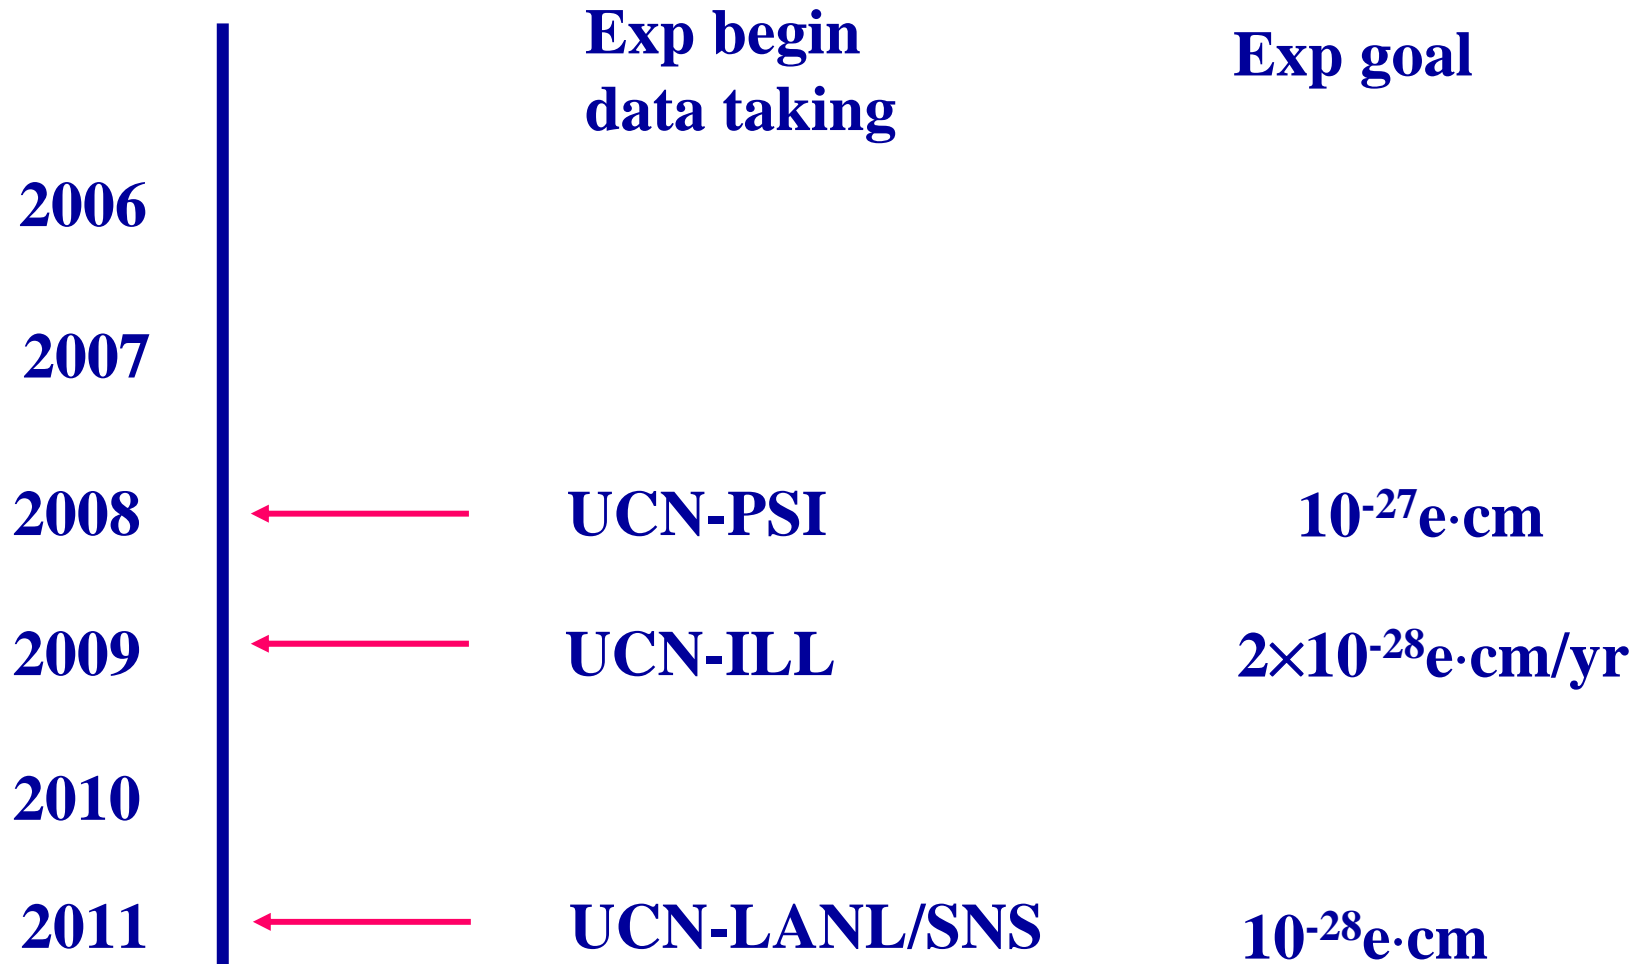 Exp begin
data taking
Exp goal
2006
2007
2008 UCN-PSI 10⁻²⁷e·cm
2009 UCN-ILL 2×10⁻²⁸e·cm/yr
2010
2011 UCN-LANL/SNS 10⁻²⁸e·cm